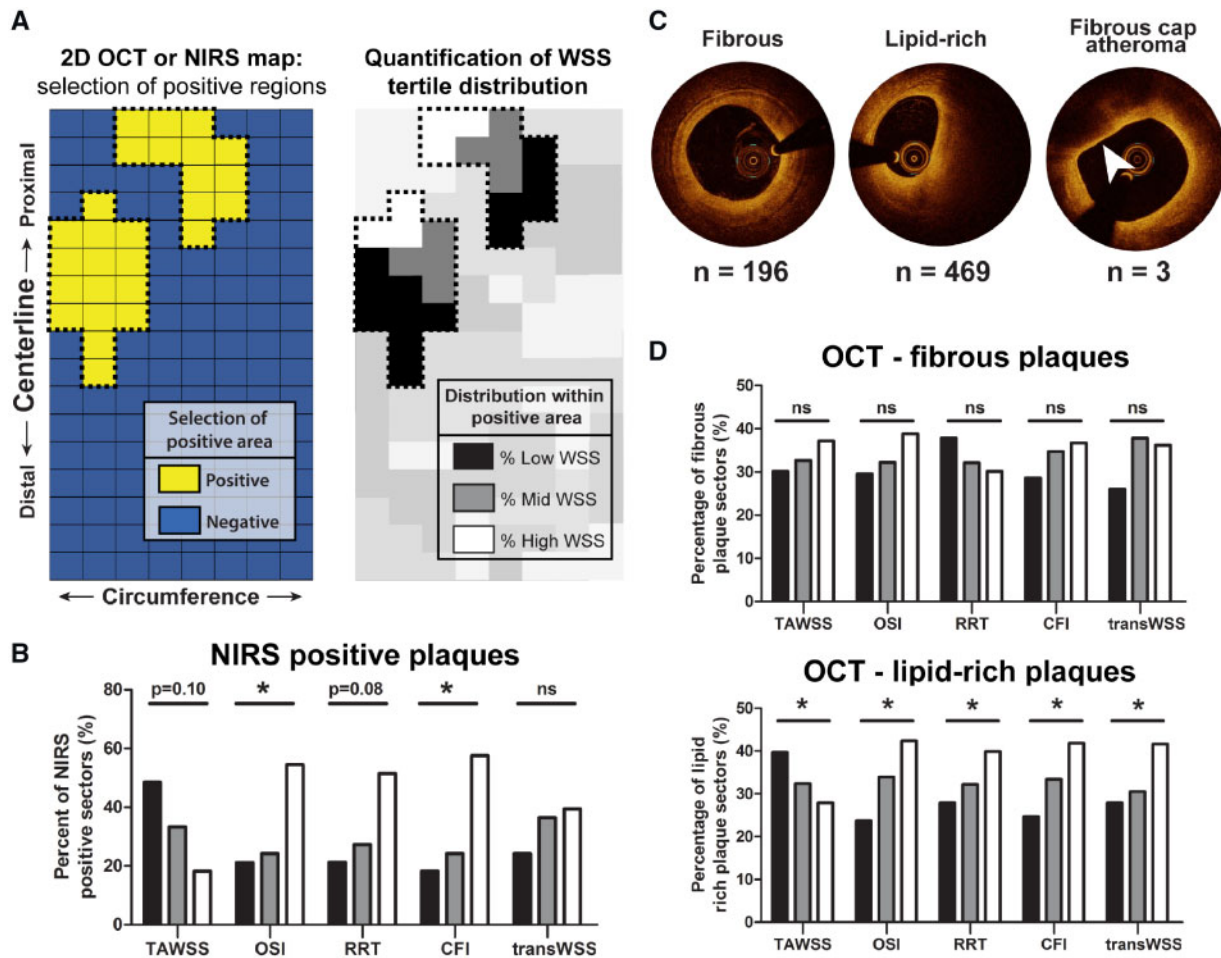 A
2D OCT or NIRS map:
selection of positive regions
Quantification of WSS
tertile distribution
Distal ← Centerline → Proximal
Selection of
positive area
Positive
Negative
Distribution within
positive area
% Low WSS
% Mid WSS
% High WSS
← Circumference →
B
NIRS positive plaques
Percent of NIRS
positive sectors (%)
80
60
40
20
0
p=0.10
*
p=0.08
*
ns
TAWSS
OSI
RRT
CFI
transWSS
C
Fibrous
Lipid-rich
Fibrous cap
atheroma
n = 196
n = 469
n = 3
D
OCT - fibrous plaques
Percentage of fibrous
plaque sectors (%)
50
40
30
20
10
0
ns
ns
ns
ns
ns
TAWSS
OSI
RRT
CFI
transWSS
OCT - lipid-rich plaques
Percentage of lipid
rich plaque sectors (%)
50
40
30
20
10
0
*
*
*
*
*
TAWSS
OSI
RRT
CFI
transWSS